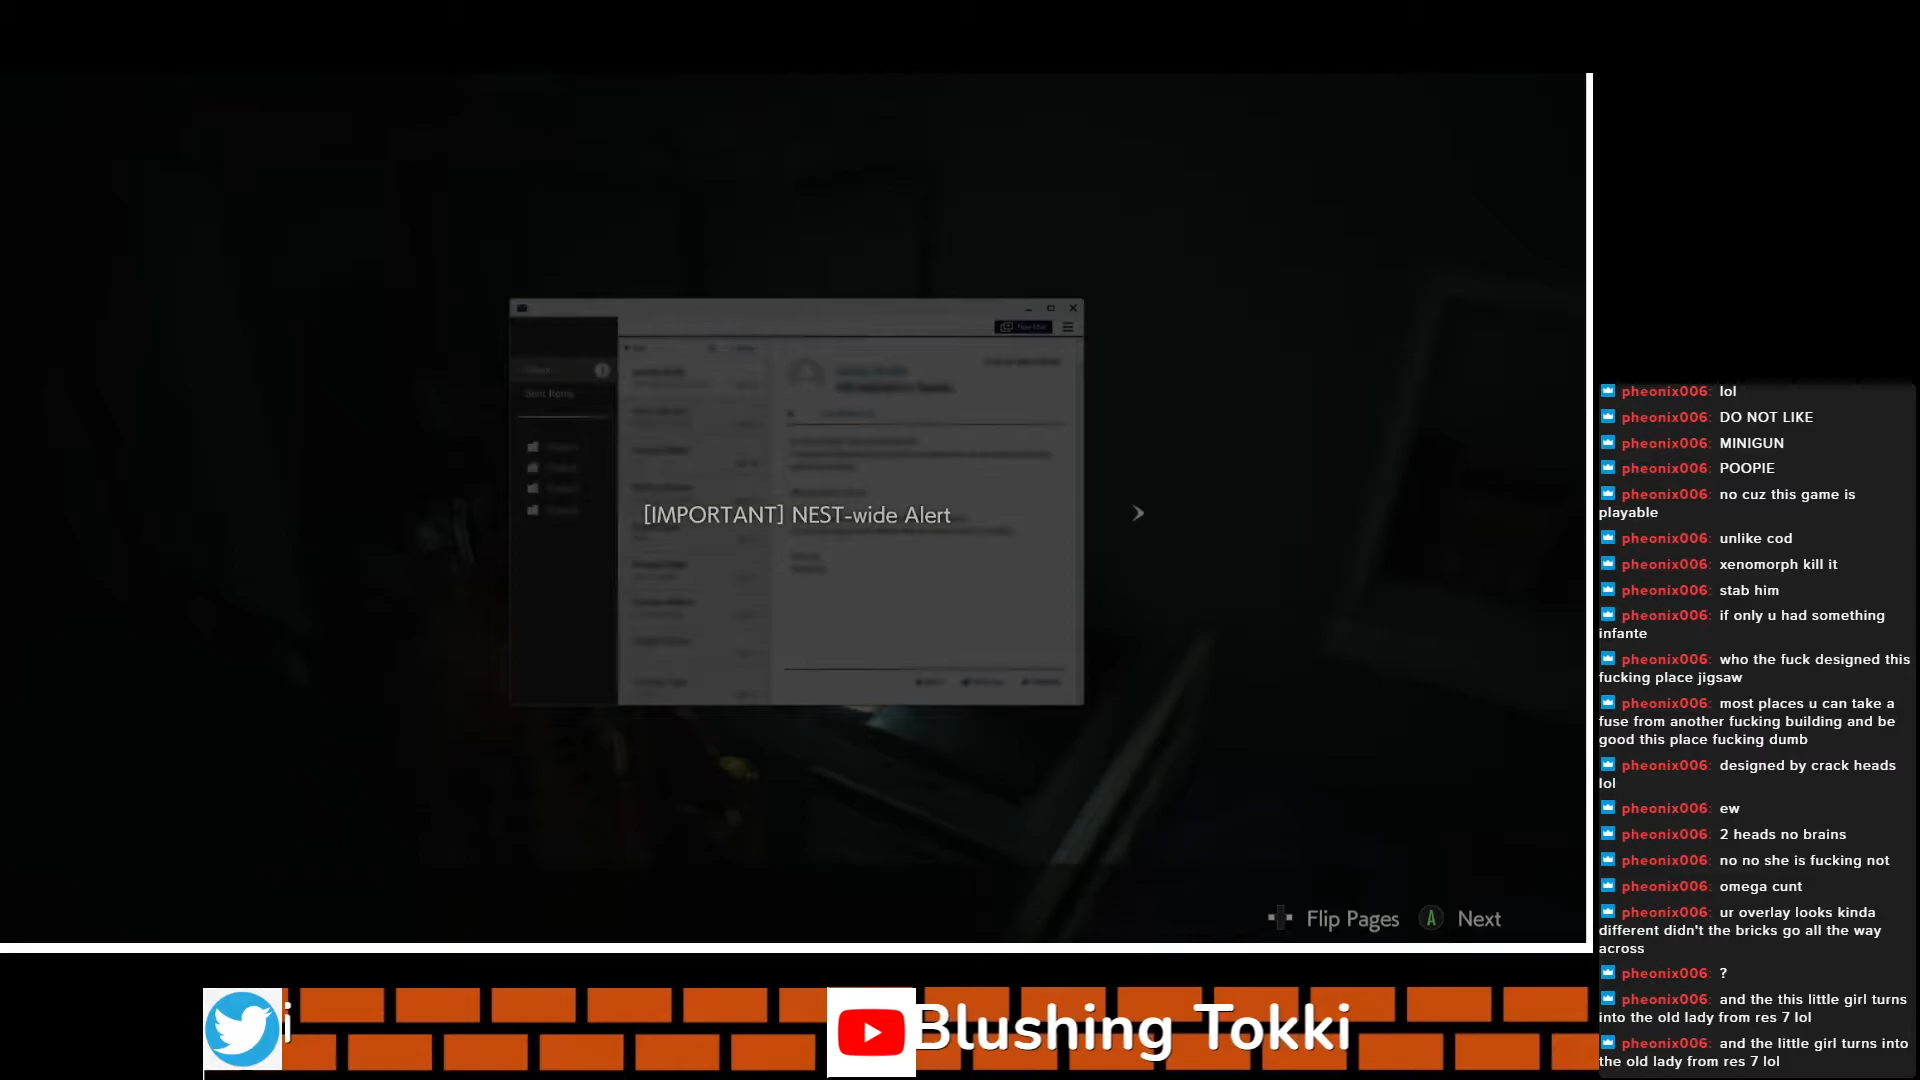 Sent Items
[IMPORTANT] NEST-wide Alert
Flip Pages
A
Next
i
Blushing Tokki
pheonix006: lol
pheonix006: DO NOT LIKE
pheonix006: MINIGUN
pheonix006: POOPIE
pheonix006: no cuz this game is
playable
pheonix006: unlike cod
pheonix006: xenomorph kill it
pheonix006: stab him
pheonix006: if only u had something
infante
pheonix006: who the fuck designed this
fucking place jigsaw
pheonix006: most places u can take a
fuse from another fucking building and be
good this place fucking dumb
pheonix006: designed by crack heads
lol
pheonix006: ew
pheonix006: 2 heads no brains
pheonix006: no no she is fucking not
pheonix006: omega cunt
pheonix006: ur overlay looks kinda
different didn't the bricks go all the way
across
pheonix006: ?
pheonix006: and the this little girl turns
into the old lady from res 7 lol
pheonix006: and the little girl turns into
the old lady from res 7 lol